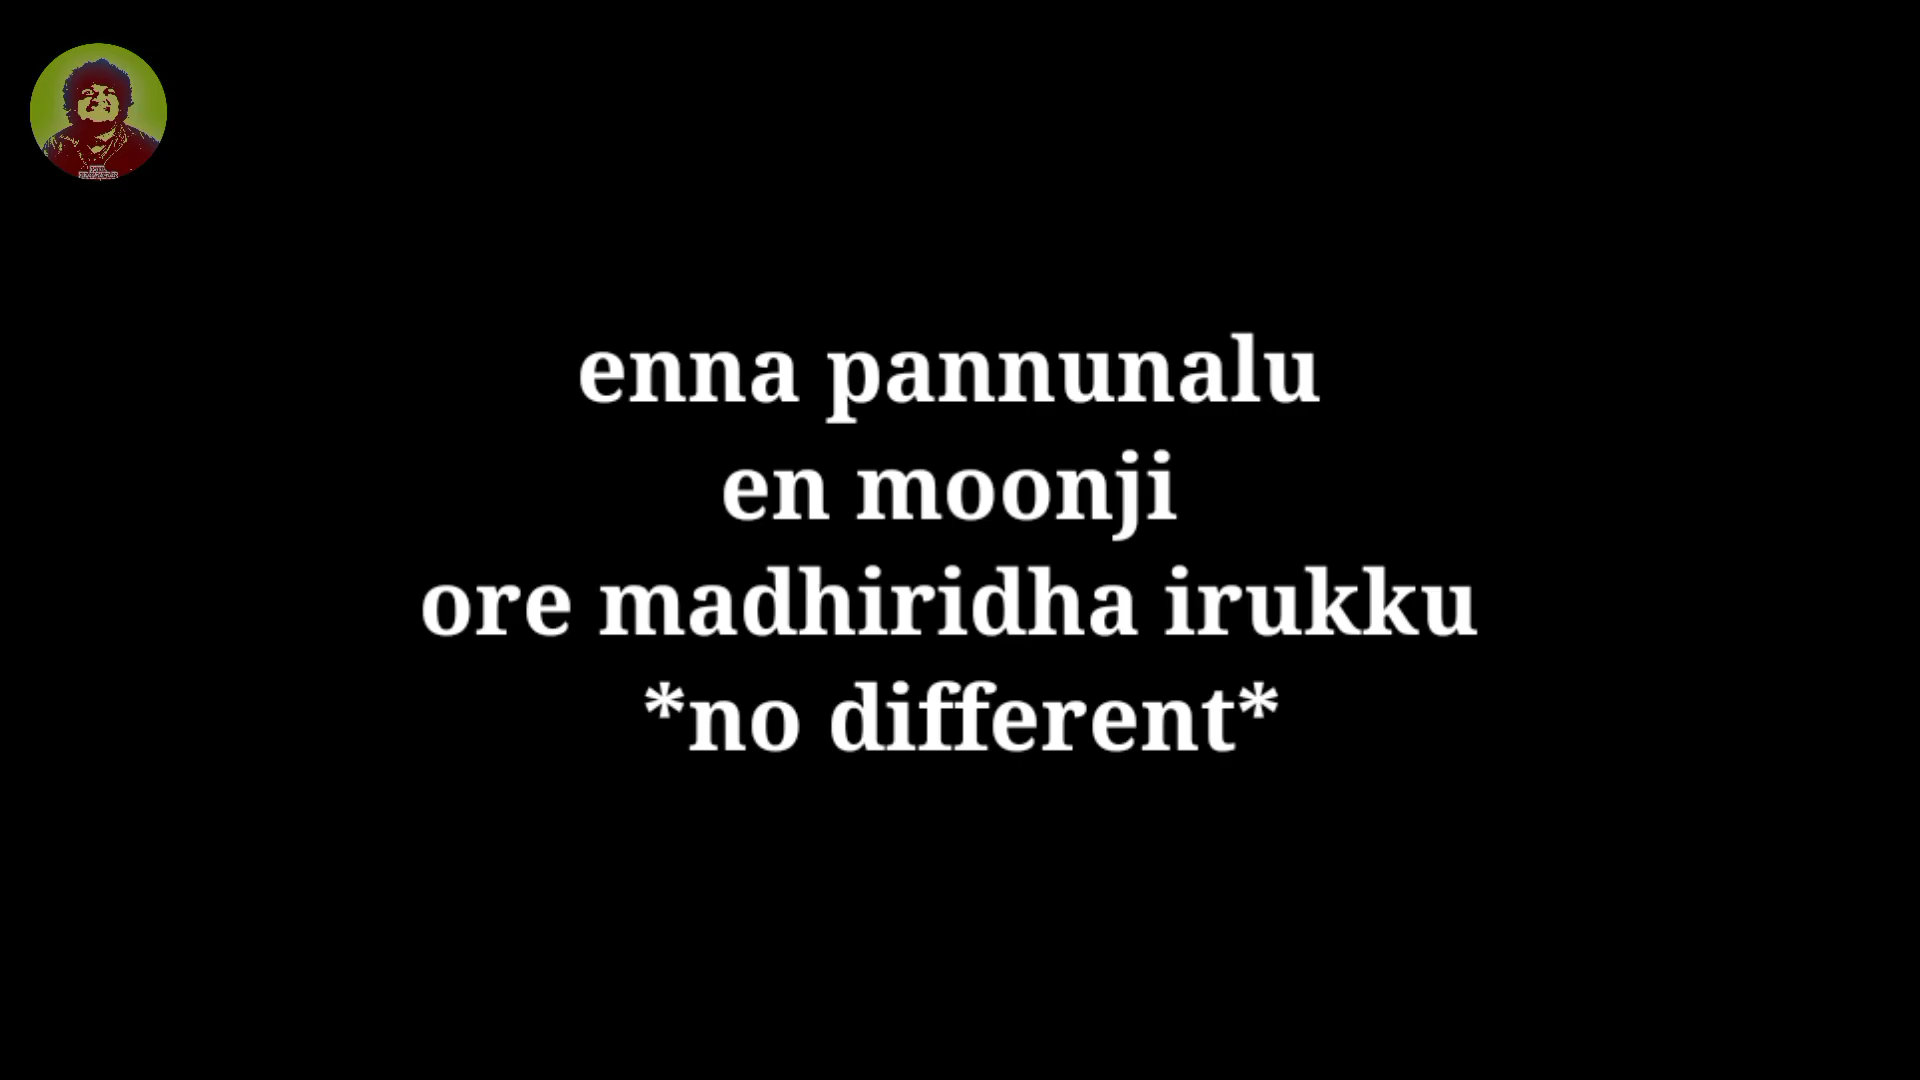 enna pannunalu
en moonji
ore madhiridha irukku
*no different*